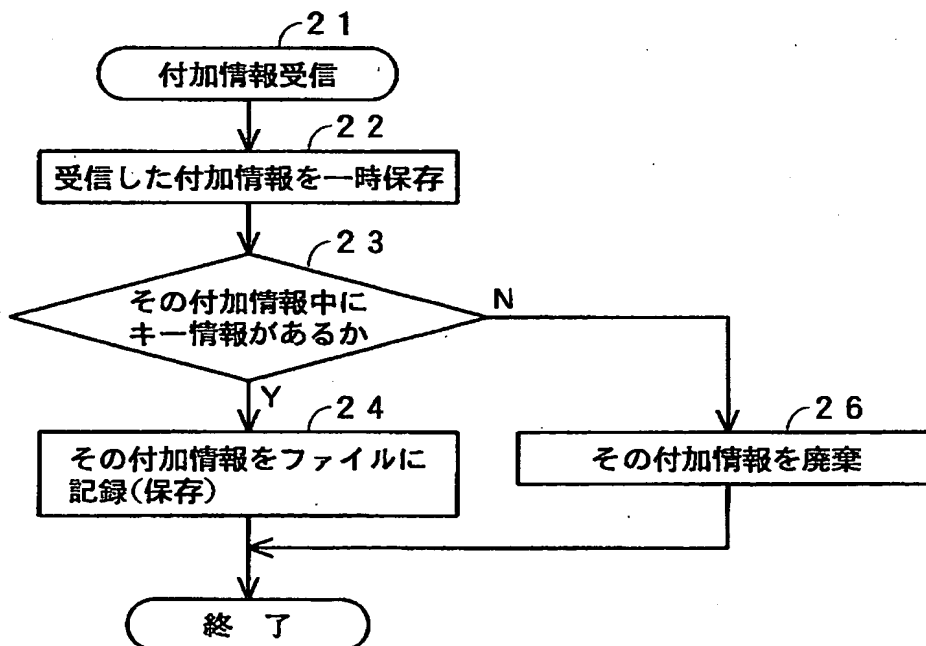 21
付加情報受信
22
受信した付加情報を一時保存
23
その付加情報中に
キー情報があるか
N
Y
24
その付加情報をファイルに
記録(保存)
26
その付加情報を廃棄
終 了